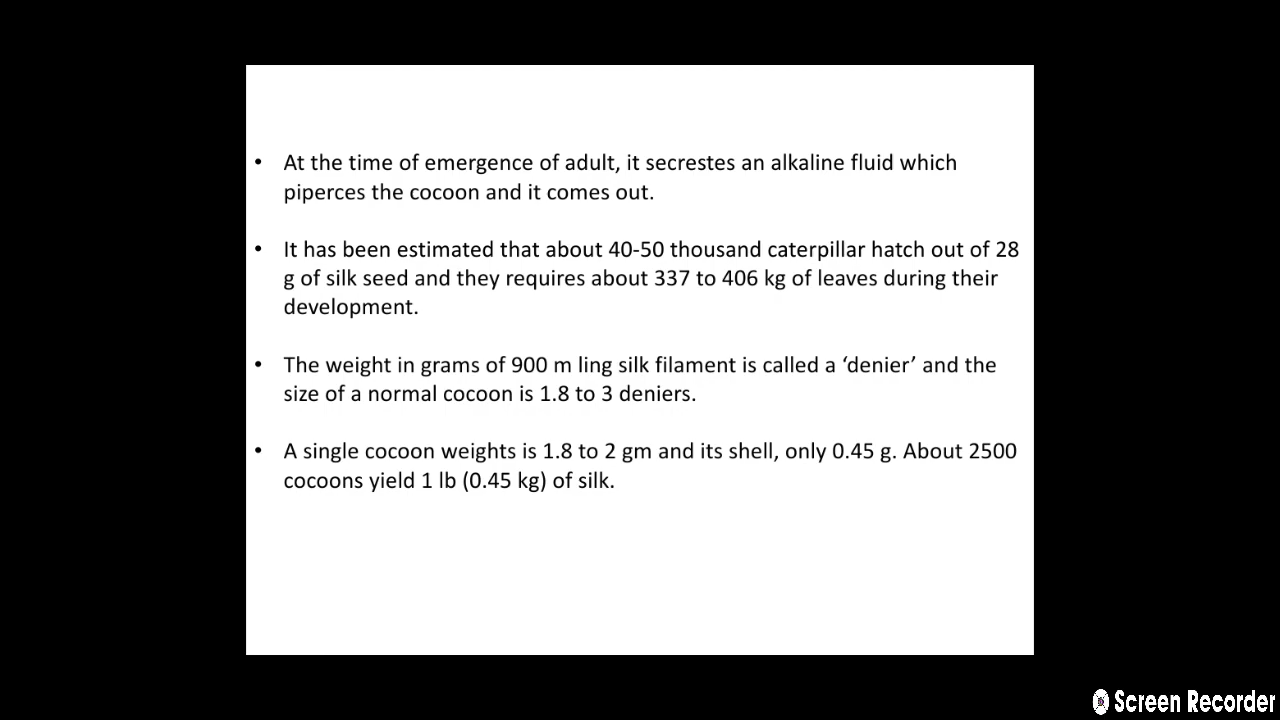 • At the time of emergence of adult, it secrestes an alkaline fluid which
piperces the cocoon and it comes out.
• It has been estimated that about 40-50 thousand caterpillar hatch out of 28
g of silk seed and they requires about 337 to 406 kg of leaves during their
development.
• The weight in grams of 900 m ling silk filament is called a ‘denier’ and the
size of a normal cocoon is 1.8 to 3 deniers.
• A single cocoon weights is 1.8 to 2 gm and its shell, only 0.45 g. About 2500
cocoons yield 1 lb (0.45 kg) of silk.
Screen Recorder